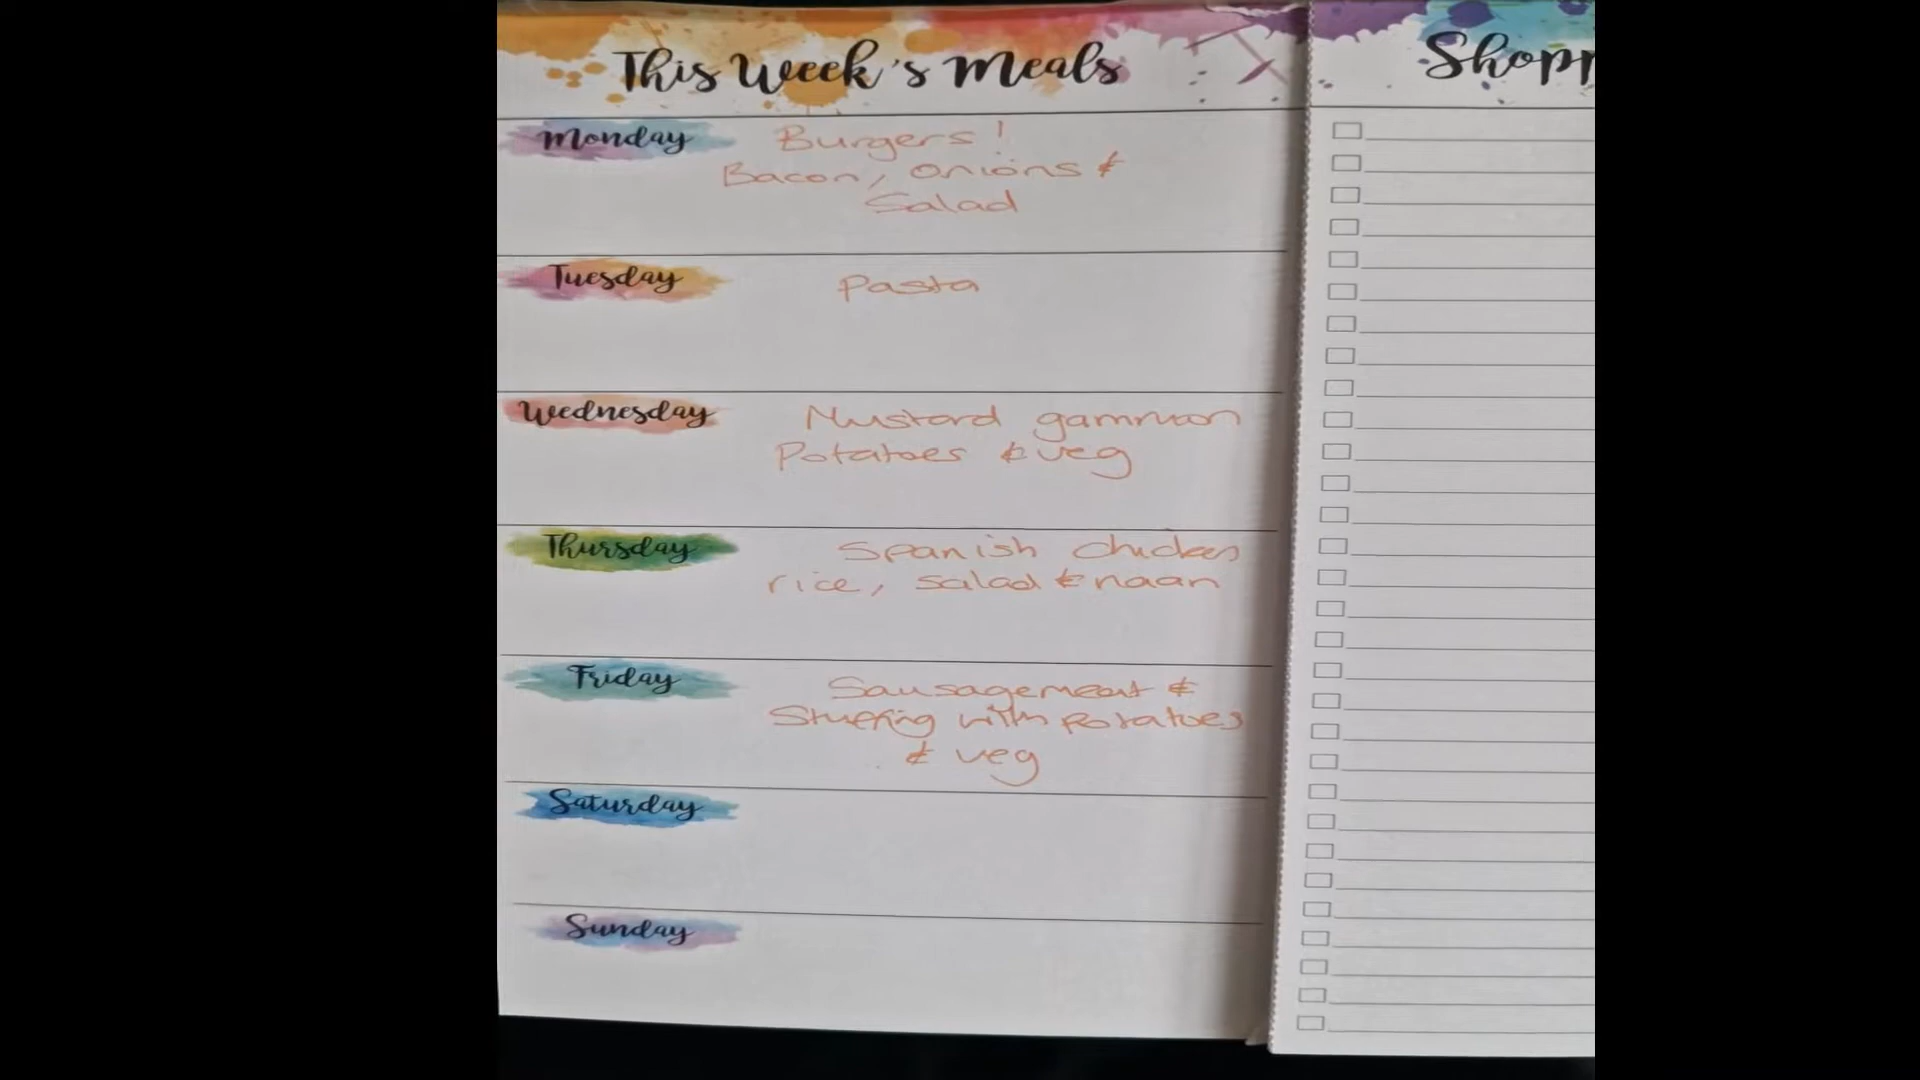 This Week's Meals
Monday
Burgers!
Bacon, onions &
Salad
Tuesday
Pasta
Wednesday
Mustard gammon
Potatoes & veg
Thursday
Spanish chicken
rice, salad & naan
Friday
Sausagemeat &
Stuffing with potatoes
& veg
Saturday
Sunday
Shopp